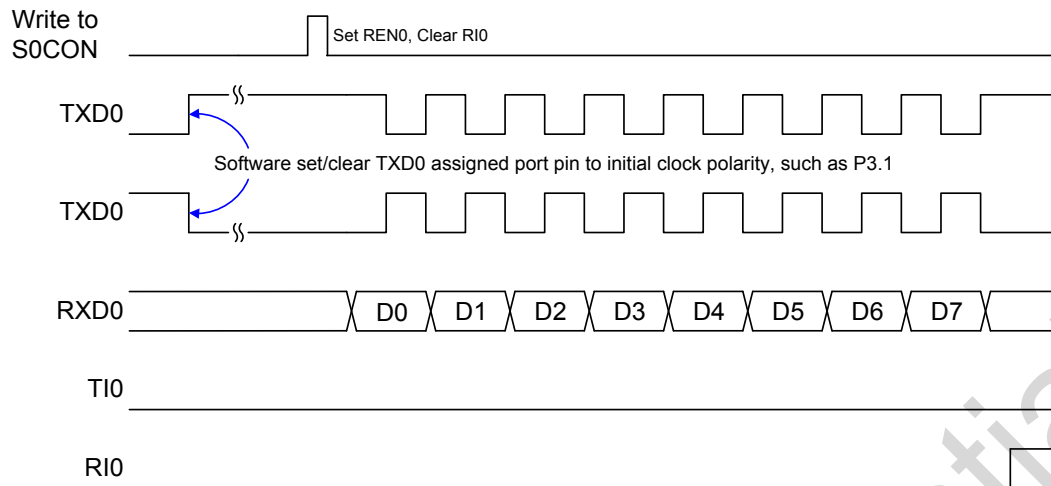 Write to
S0CON
Set REN0, Clear RI0
TXD0
Software set/clear TXD0 assigned port pin to initial clock polarity, such as P3.1
TXD0
RXD0 D0 D1 D2 D3 D4 D5 D6 D7
TI0
RI0